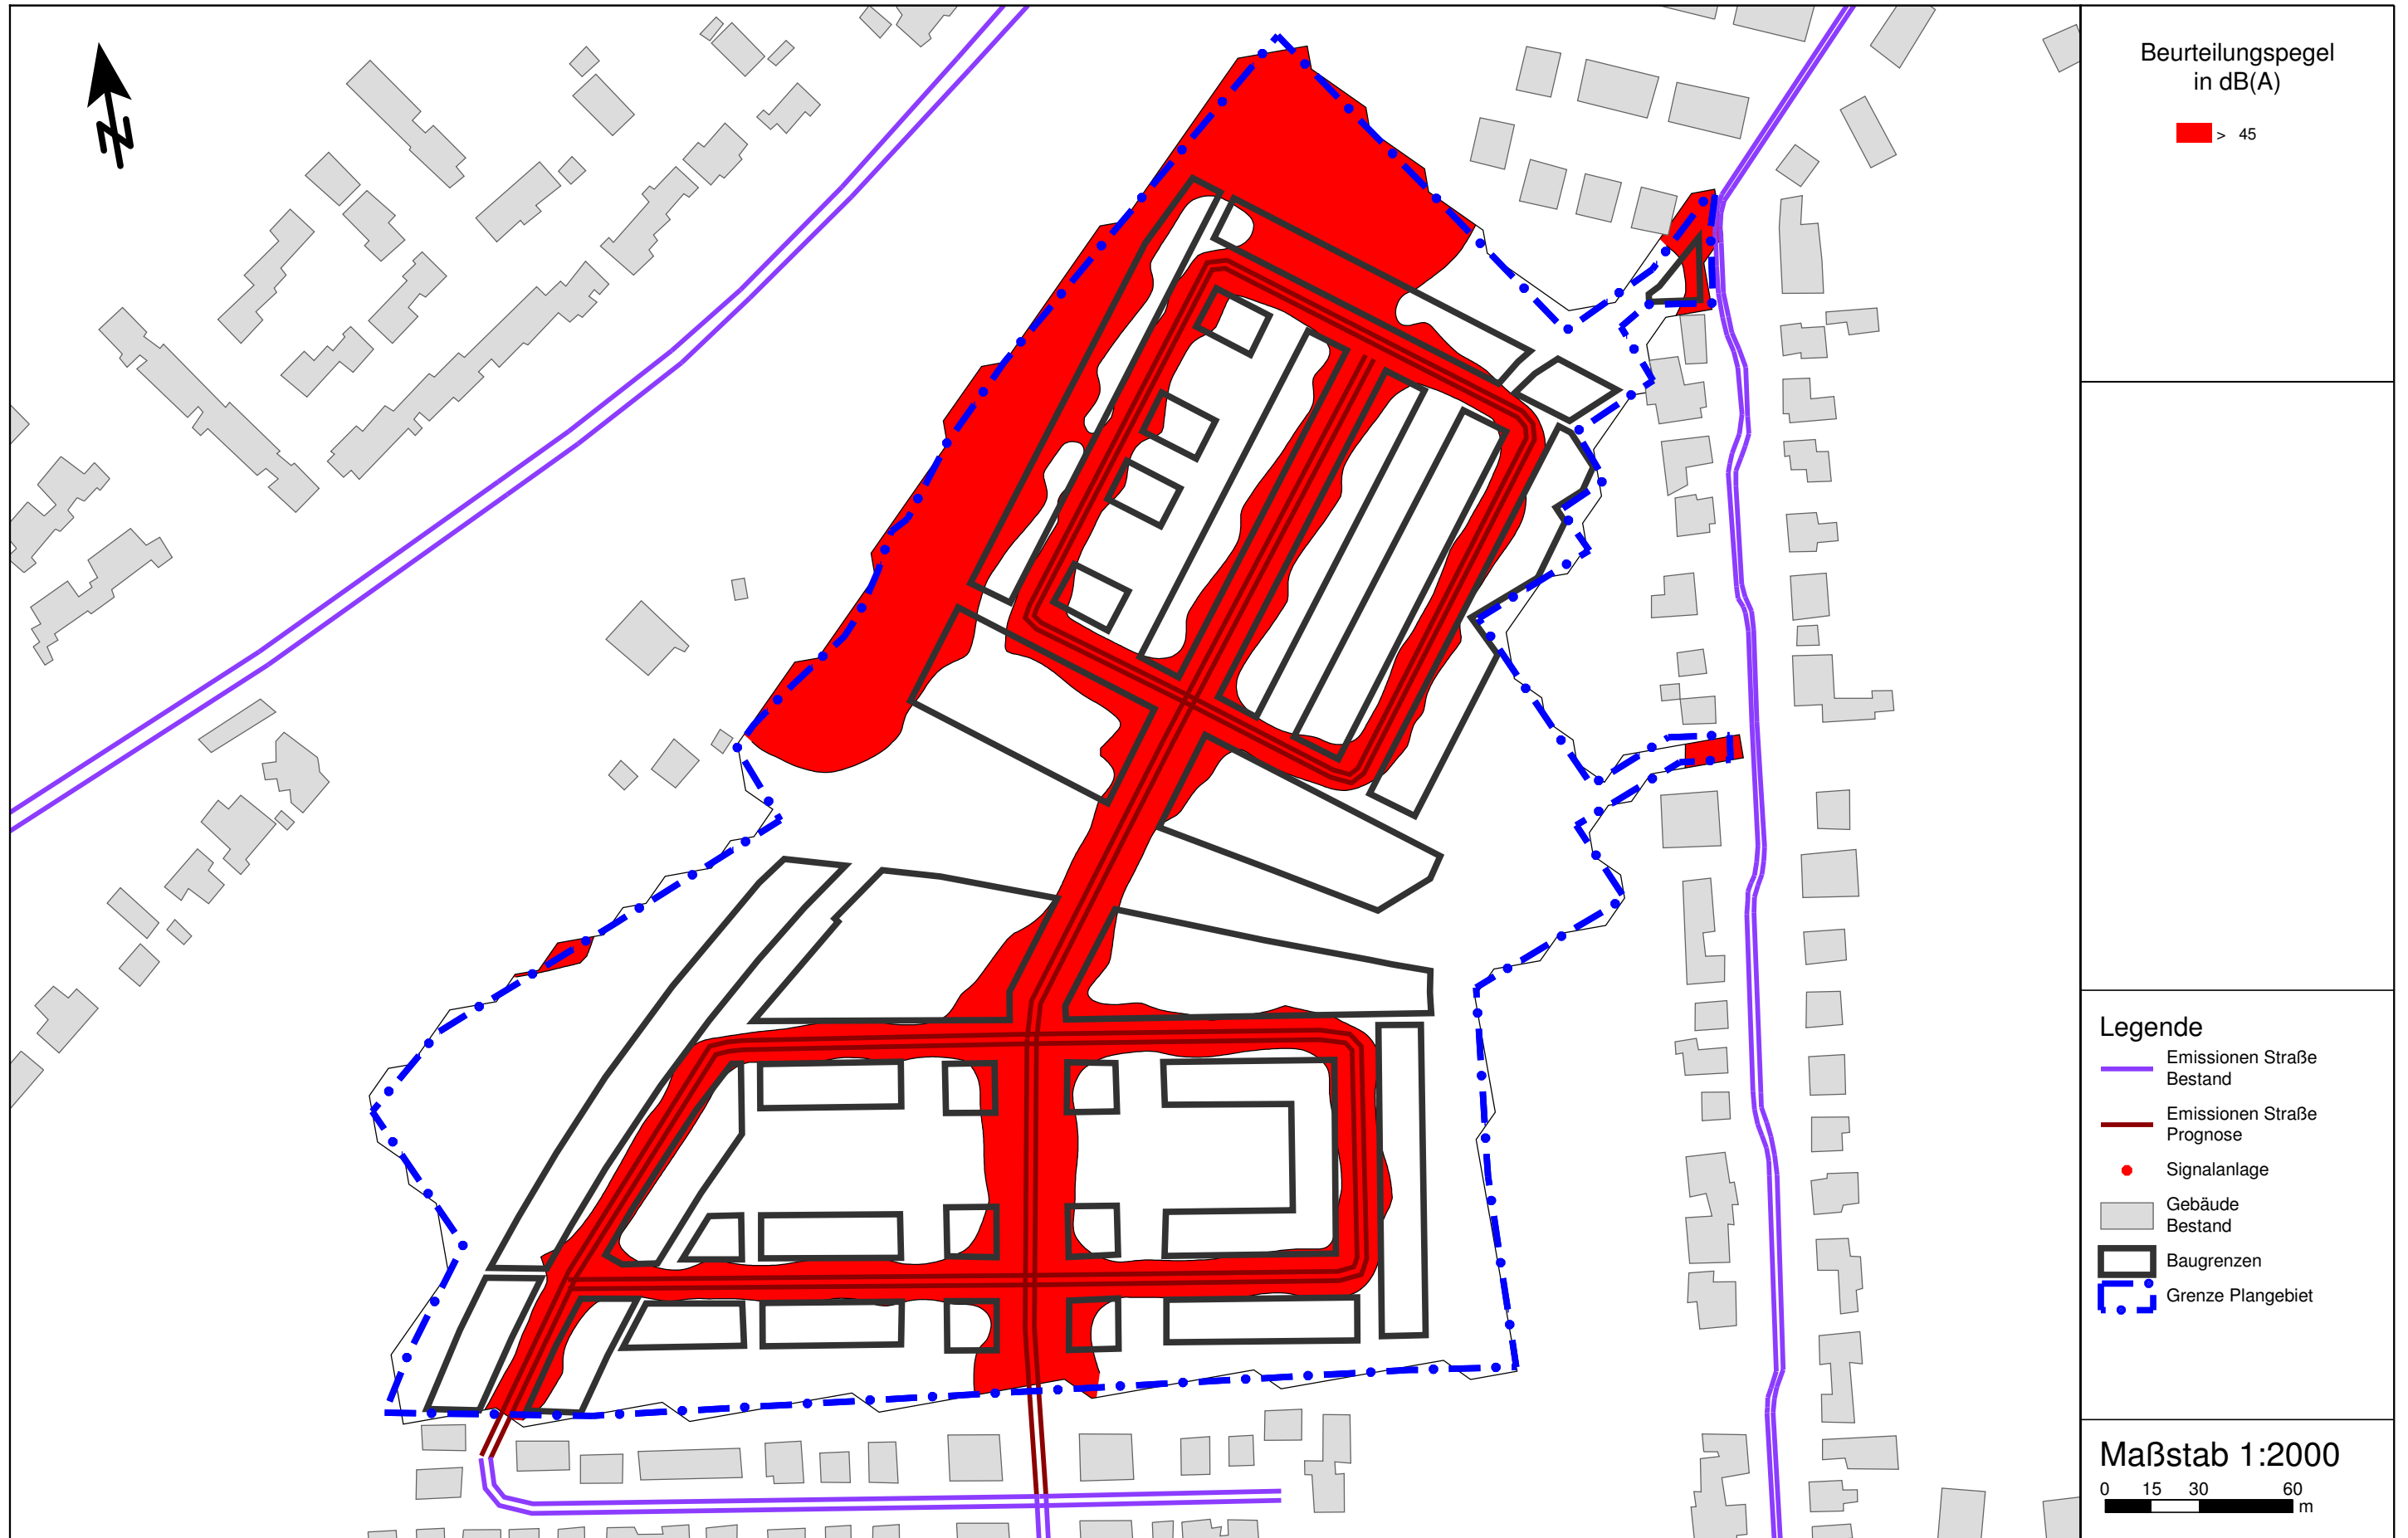 Beurteilungspegel
in dB(A)
> 45
Legende
Emissionen Straße
Bestand
Emissionen Straße
Prognose
Signalanlage
Gebäude
Bestand
Baugrenzen
Grenze Plangebiet
Maßstab 1:2000
0 15 30 60
m